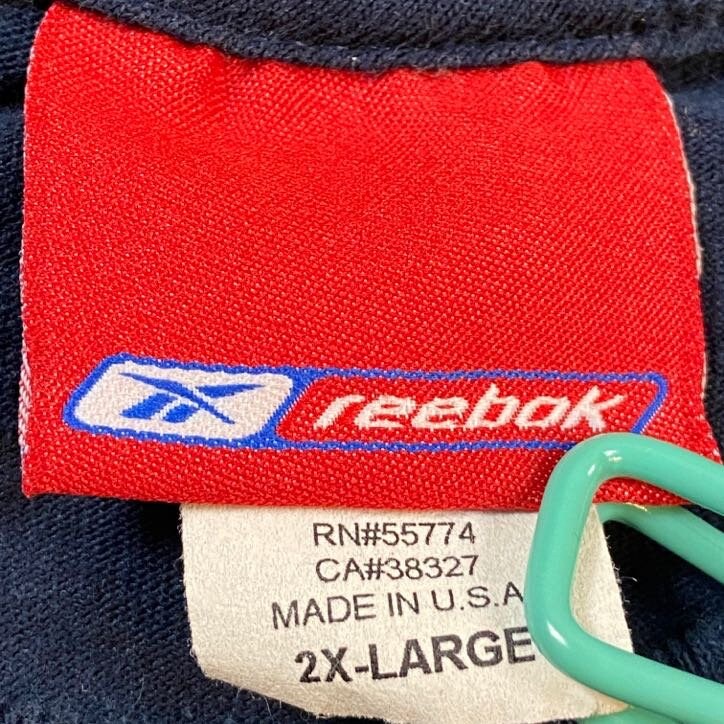 reebok
RN#55774
CA#38327
MADE IN U.S.A
2X-LARGE